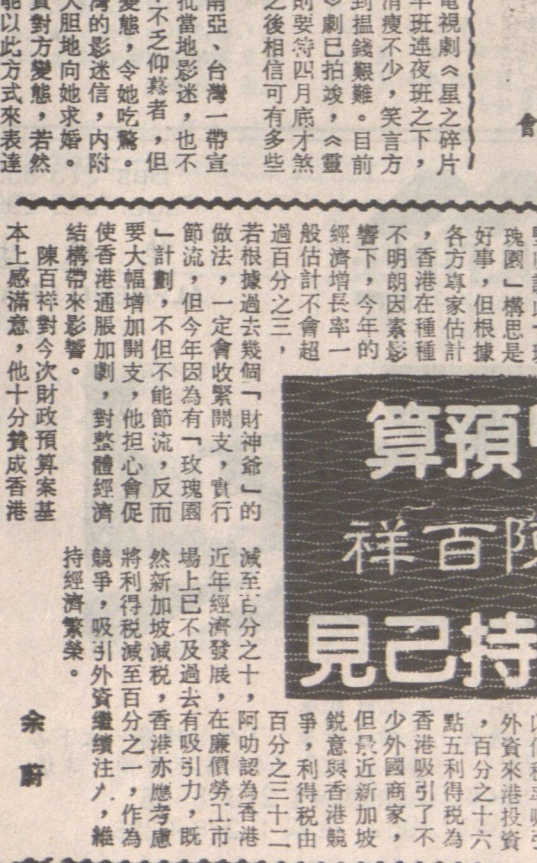 會
電視劇《星之碎片
班連夜班之下，
消瘦不少，笑言方
到搵錢艱難。目前
》劇已拍竣，《靈
則要等四月底才煞
之後相信可有多些
南亞、台灣一帶宣
批當地影迷，也不
不乏仰慕者，但
變態，令她吃驚。
灣的影迷信，內附
大胆地向她求婚。
對方變態，若然
能以此方式來表達
預算
陳百祥
持己見
瑰園」構思是
好事，但根據
各方專家估計
，香港在種種
不明朗因素影
響下，今年的
經濟增長率一
般估計不會超
過百分之三，
若根據過去幾個「財神爺」的
做法，一定會收緊開支，實行
節流，但今年因為有「玫瑰園
」計劃，不但不能節流，反而
要大幅增加開支，他担心會促
使香港通脹加劇，對整體經濟
結構帶來影響。
陳百祥對今次財政預算案基
本上感滿意，他十分贊成香港
外資來港投資
，百分之十六
點五利得税為
香港吸引了不
少外國商家，
但最近新加坡
鋭意與香港競
爭，利得税由
百分之三十二
減至百分之十，阿叻認為香港
近年經濟發展，在廉價勞工市
場上已不及過去有吸引力，既
然新加坡減税，香港亦應考慮
將利得税減至百分之一，作為
競爭，吸引外資繼續注入，維
持經濟繁榮。
余蔚